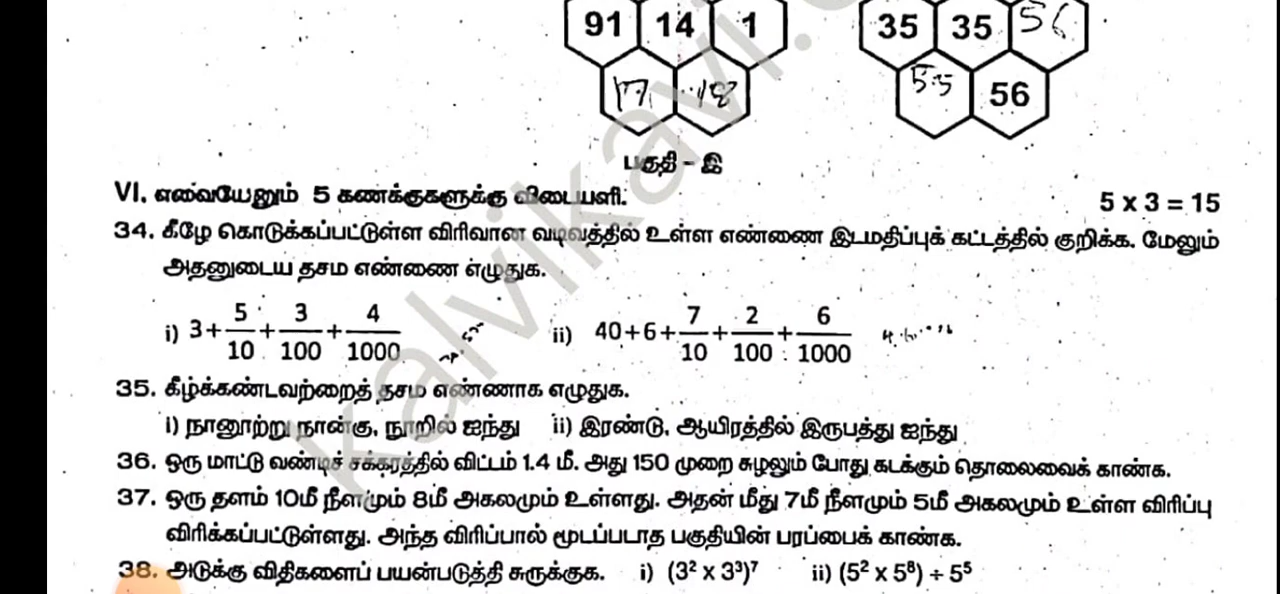 91 14 1 35 35 56
17 18 55 56
பகுதி - இ
VI. எவையேனும் 5 கணக்குகளுக்கு விடையளி. 5 x 3 = 15
34. கீழே கொடுக்கப்பட்டுள்ள விரிவான வடிவத்தில் உள்ள எண்ணை இடமதிப்புக் கட்டத்தில் குறிக்க. மேலும்
அதனுடைய தசம எண்ணை எழுதுக.
i) 3+5/10+3/100+4/1000 ii) 40+6+7/10+2/100+6/1000
35. கீழ்க்கண்டவற்றைத் தசம எண்ணாக எழுதுக.
i) நானூற்று நான்கு, நூறில் ஐந்து ii) இரண்டு, ஆயிரத்தில் இருபத்து ஐந்து
36. ஒரு மாட்டு வண்டிச் சக்கரத்தில் விட்டம் 1.4 மீ. அது 150 முறை சுழலும் போது கடக்கும் தொலைவைக் காண்க.
37. ஒரு தளம் 10மீ நீளமும் 8மீ அகலமும் உள்ளது. அதன் மீது 7மீ நீளமும் 5மீ அகலமும் உள்ள விரிப்பு
விரிக்கப்பட்டுள்ளது. அந்த விரிப்பால் மூடப்படாத பகுதியின் பரப்பைக் காண்க.
38. அடுக்கு விதிகளைப் பயன்படுத்தி சுருக்குக. i) (3² x 3³)⁷ ii) (5² x 5⁸) ÷ 5⁵
kalvikavi.